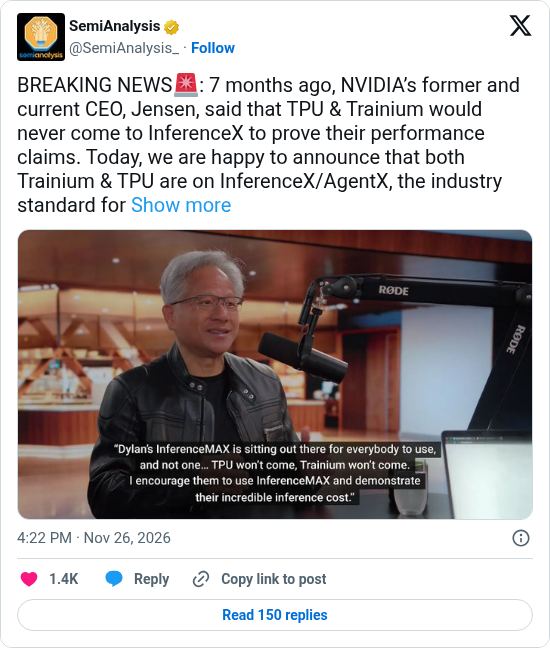 SemiAnalysis
@SemiAnalysis_ · Follow
BREAKING NEWS🚨: 7 months ago, NVIDIA's former and
current CEO, Jensen, said that TPU & Trainium would
never come to InferenceX to prove their performance
claims. Today, we are happy to announce that both
Trainium & TPU are on InferenceX/AgentX, the industry
standard for Show more
semianalysis
RØDE
RØDE
"Dylan's InferenceMAX is sitting out there for everybody to use,
and not one... TPU won't come, Trainium won't come.
I encourage them to use InferenceMAX and demonstrate
their incredible inference cost."
4:22 PM · Nov 26, 2026
1.4K Reply Copy link to post
Read 150 replies